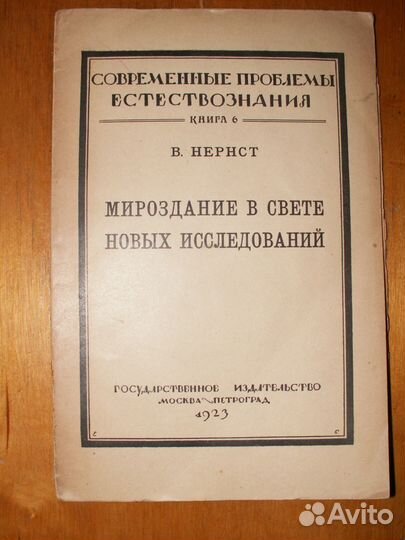 СОВРЕМЕННЫЕ ПРОБЛЕМЫ
ЕСТЕСТВОЗНАНИЯ
КНИГА 6
В. НЕРНСТ
МИРОЗДАНИЕ В СВЕТЕ
НОВЫХ ИССЛЕДОВАНИЙ
ГОСУДАРСТВЕННОЕ ИЗДАТЕЛЬСТВО
МОСКВА~ПЕТРОГРАД
1923
Avito